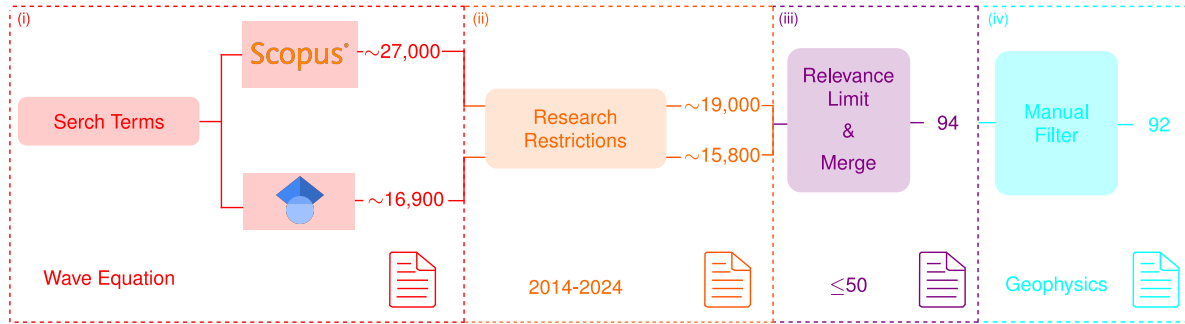 (i)
Serch Terms
Scopus®
~27,000
~16,900
Wave Equation
(ii)
Research
Restrictions
~19,000
~15,800
2014-2024
(iii)
Relevance
Limit
&
Merge
94
≤50
(iv)
Manual
Filter
92
Geophysics